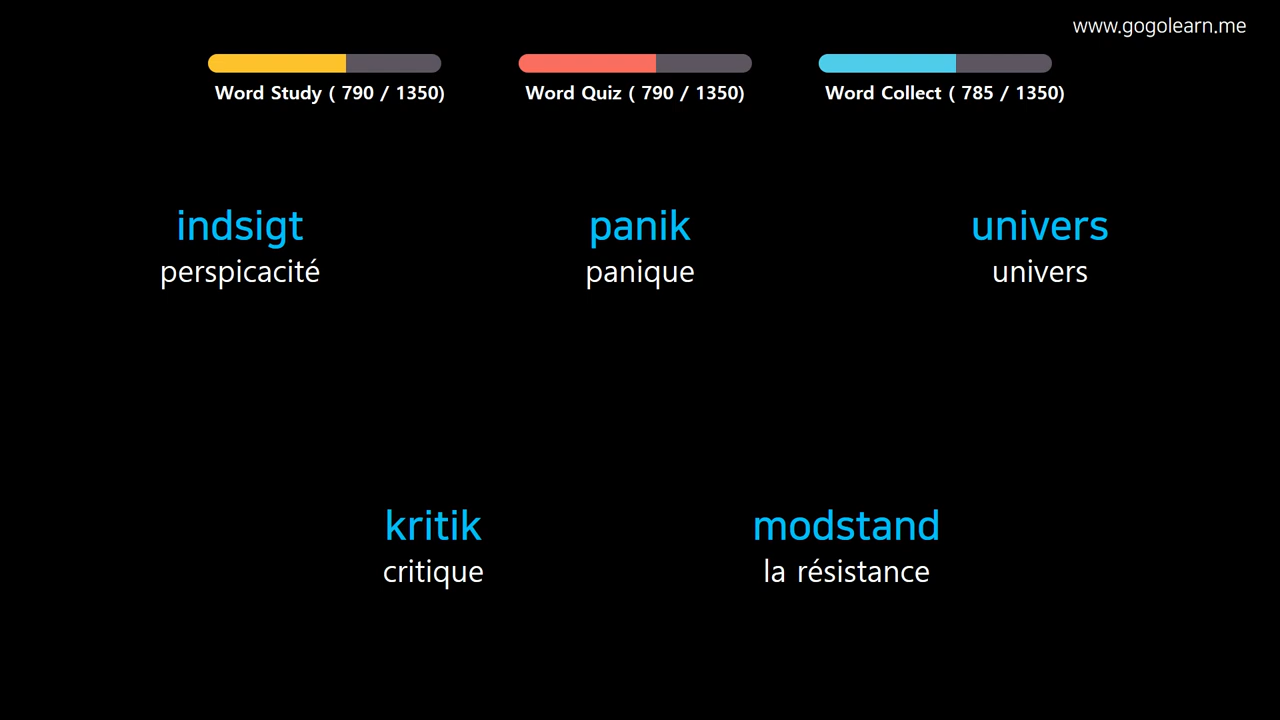 www.gogolearn.me
Word Study ( 790 / 1350)
Word Quiz ( 790 / 1350)
Word Collect ( 785 / 1350)
indsigt
perspicacité
panik
panique
univers
univers
kritik
critique
modstand
la résistance